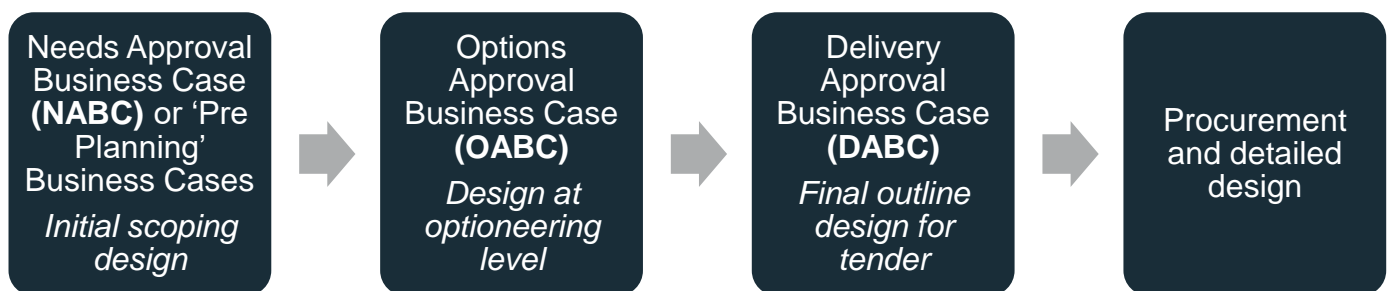 Needs Approval
Business Case
(NABC) or ‘Pre
Planning’
Business Cases
Initial scoping
design
Options
Approval
Business Case
(OABC)
Design at
optioneering
level
Delivery
Approval
Business Case
(DABC)
Final outline
design for
tender
Procurement
and detailed
design